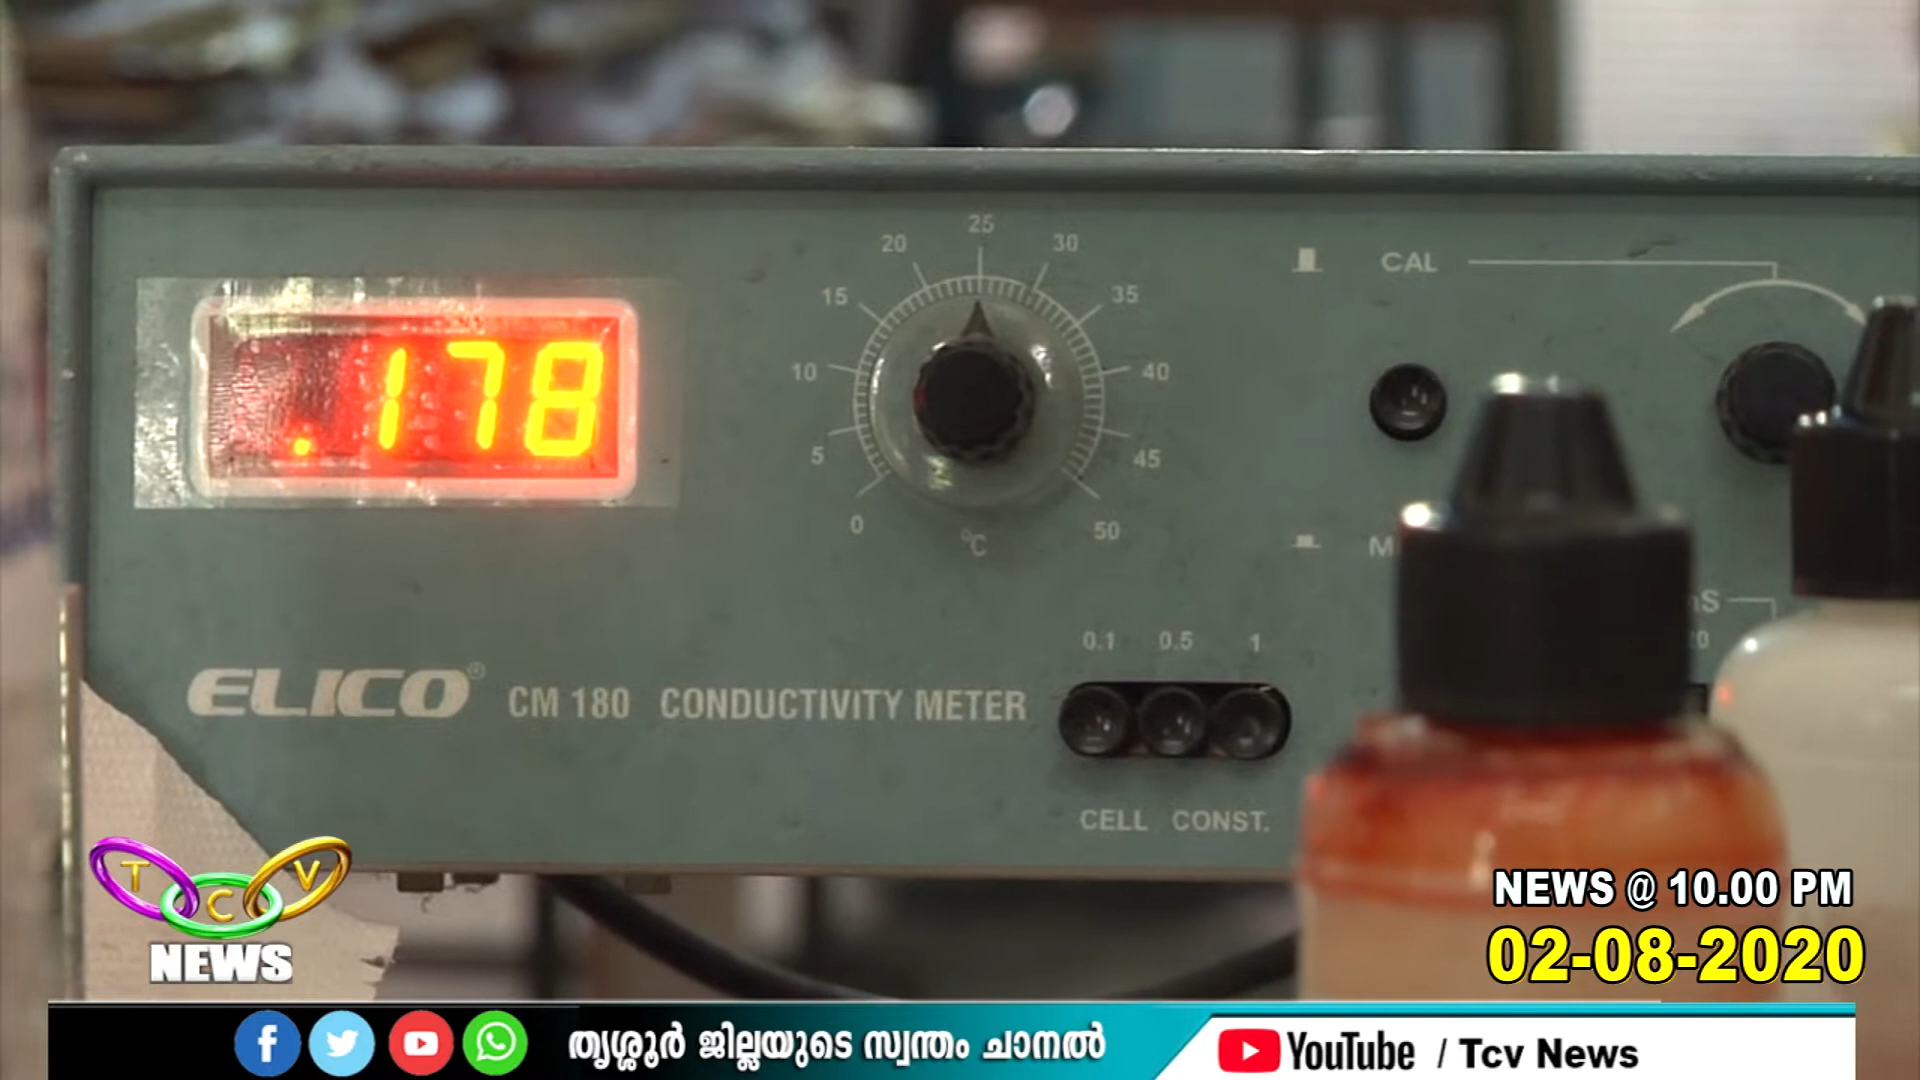 .178
0 5 10 15 20 25 30 35 40 45 50
°C
CAL
20
ELICO® CM 180 CONDUCTIVITY METER
0.1 0.5 1
CELL CONST.
T C V
NEWS
NEWS @ 10.00 PM
02-08-2020
തൃശ്ശൂർ ജില്ലയുടെ സ്വന്തം ചാനൽ
YouTube / Tcv News